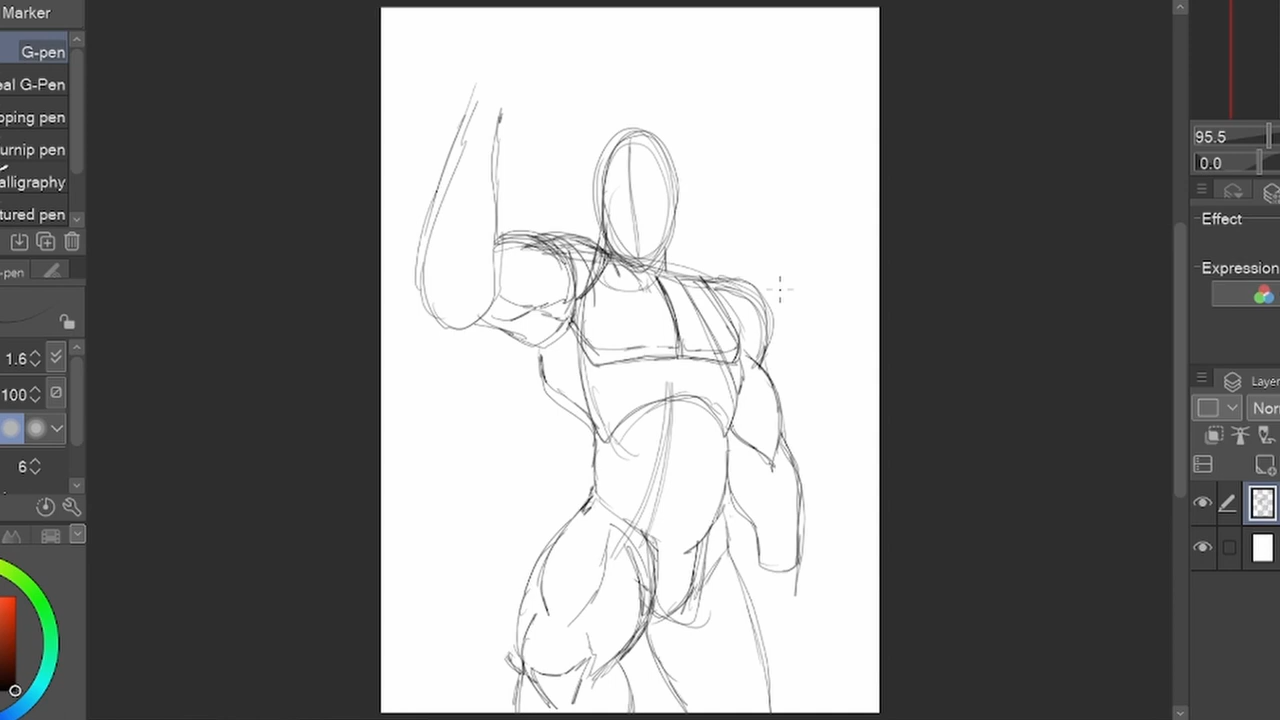 Marker
G-pen
eal G-Pen
pping pen
urnip pen
alligraphy
tured pen
-pen
1.6
100
6
95.5
0.0
Effect
Expression
Layer
Nor